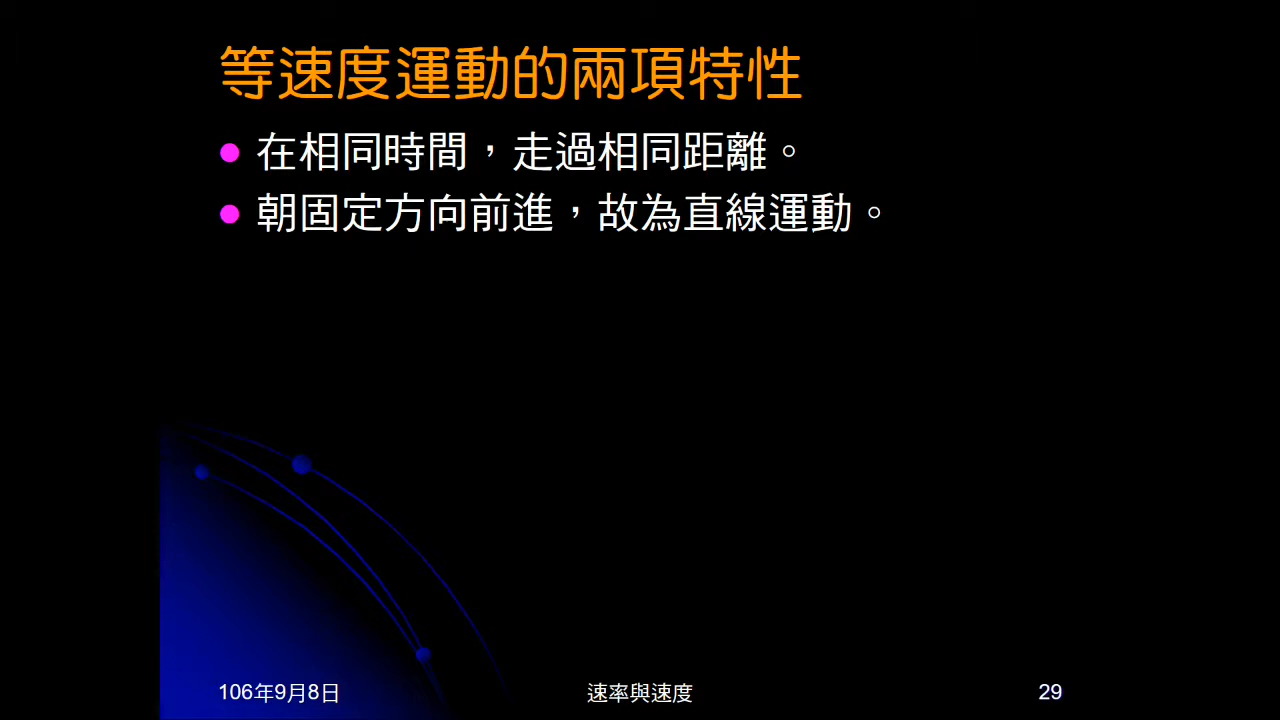 等速度運動的兩項特性
在相同時間，走過相同距離。
朝固定方向前進，故為直線運動。
106年9月8日
速率與速度
29